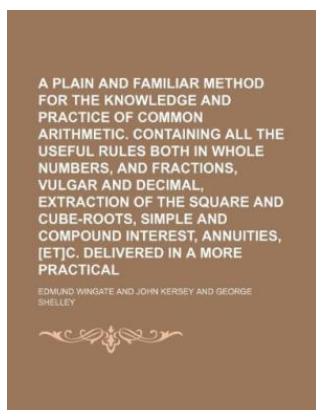 A PLAIN AND FAMILIAR METHOD
FOR THE KNOWLEDGE AND
PRACTICE OF COMMON
ARITHMETIC. CONTAINING ALL THE
USEFUL RULES BOTH IN WHOLE
NUMBERS, AND FRACTIONS,
VULGAR AND DECIMAL,
EXTRACTION OF THE SQUARE AND
CUBE-ROOTS, SIMPLE AND
COMPOUND INTEREST, ANNUITIES,
[ET]C. DELIVERED IN A MORE
PRACTICAL
EDMUND WINGATE AND JOHN KERSEY AND GEORGE
SHELLEY